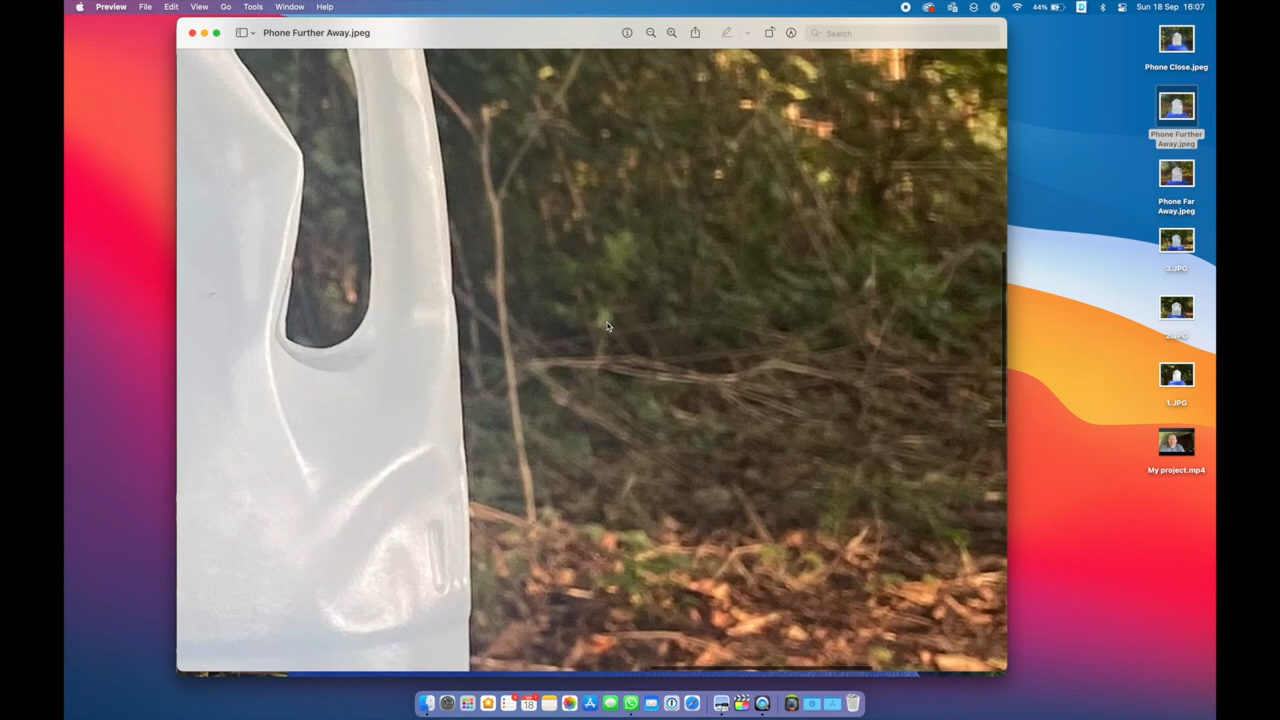 Preview File Edit View Go Tools Window Help
44% Sun 18 Sep 16:07
Phone Further Away.jpeg
Search
Phone Close.jpeg
Phone Further
Away.jpeg
Phone Far
Away.jpeg
3.JPG
2.JPG
1.JPG
My project.mp4
18